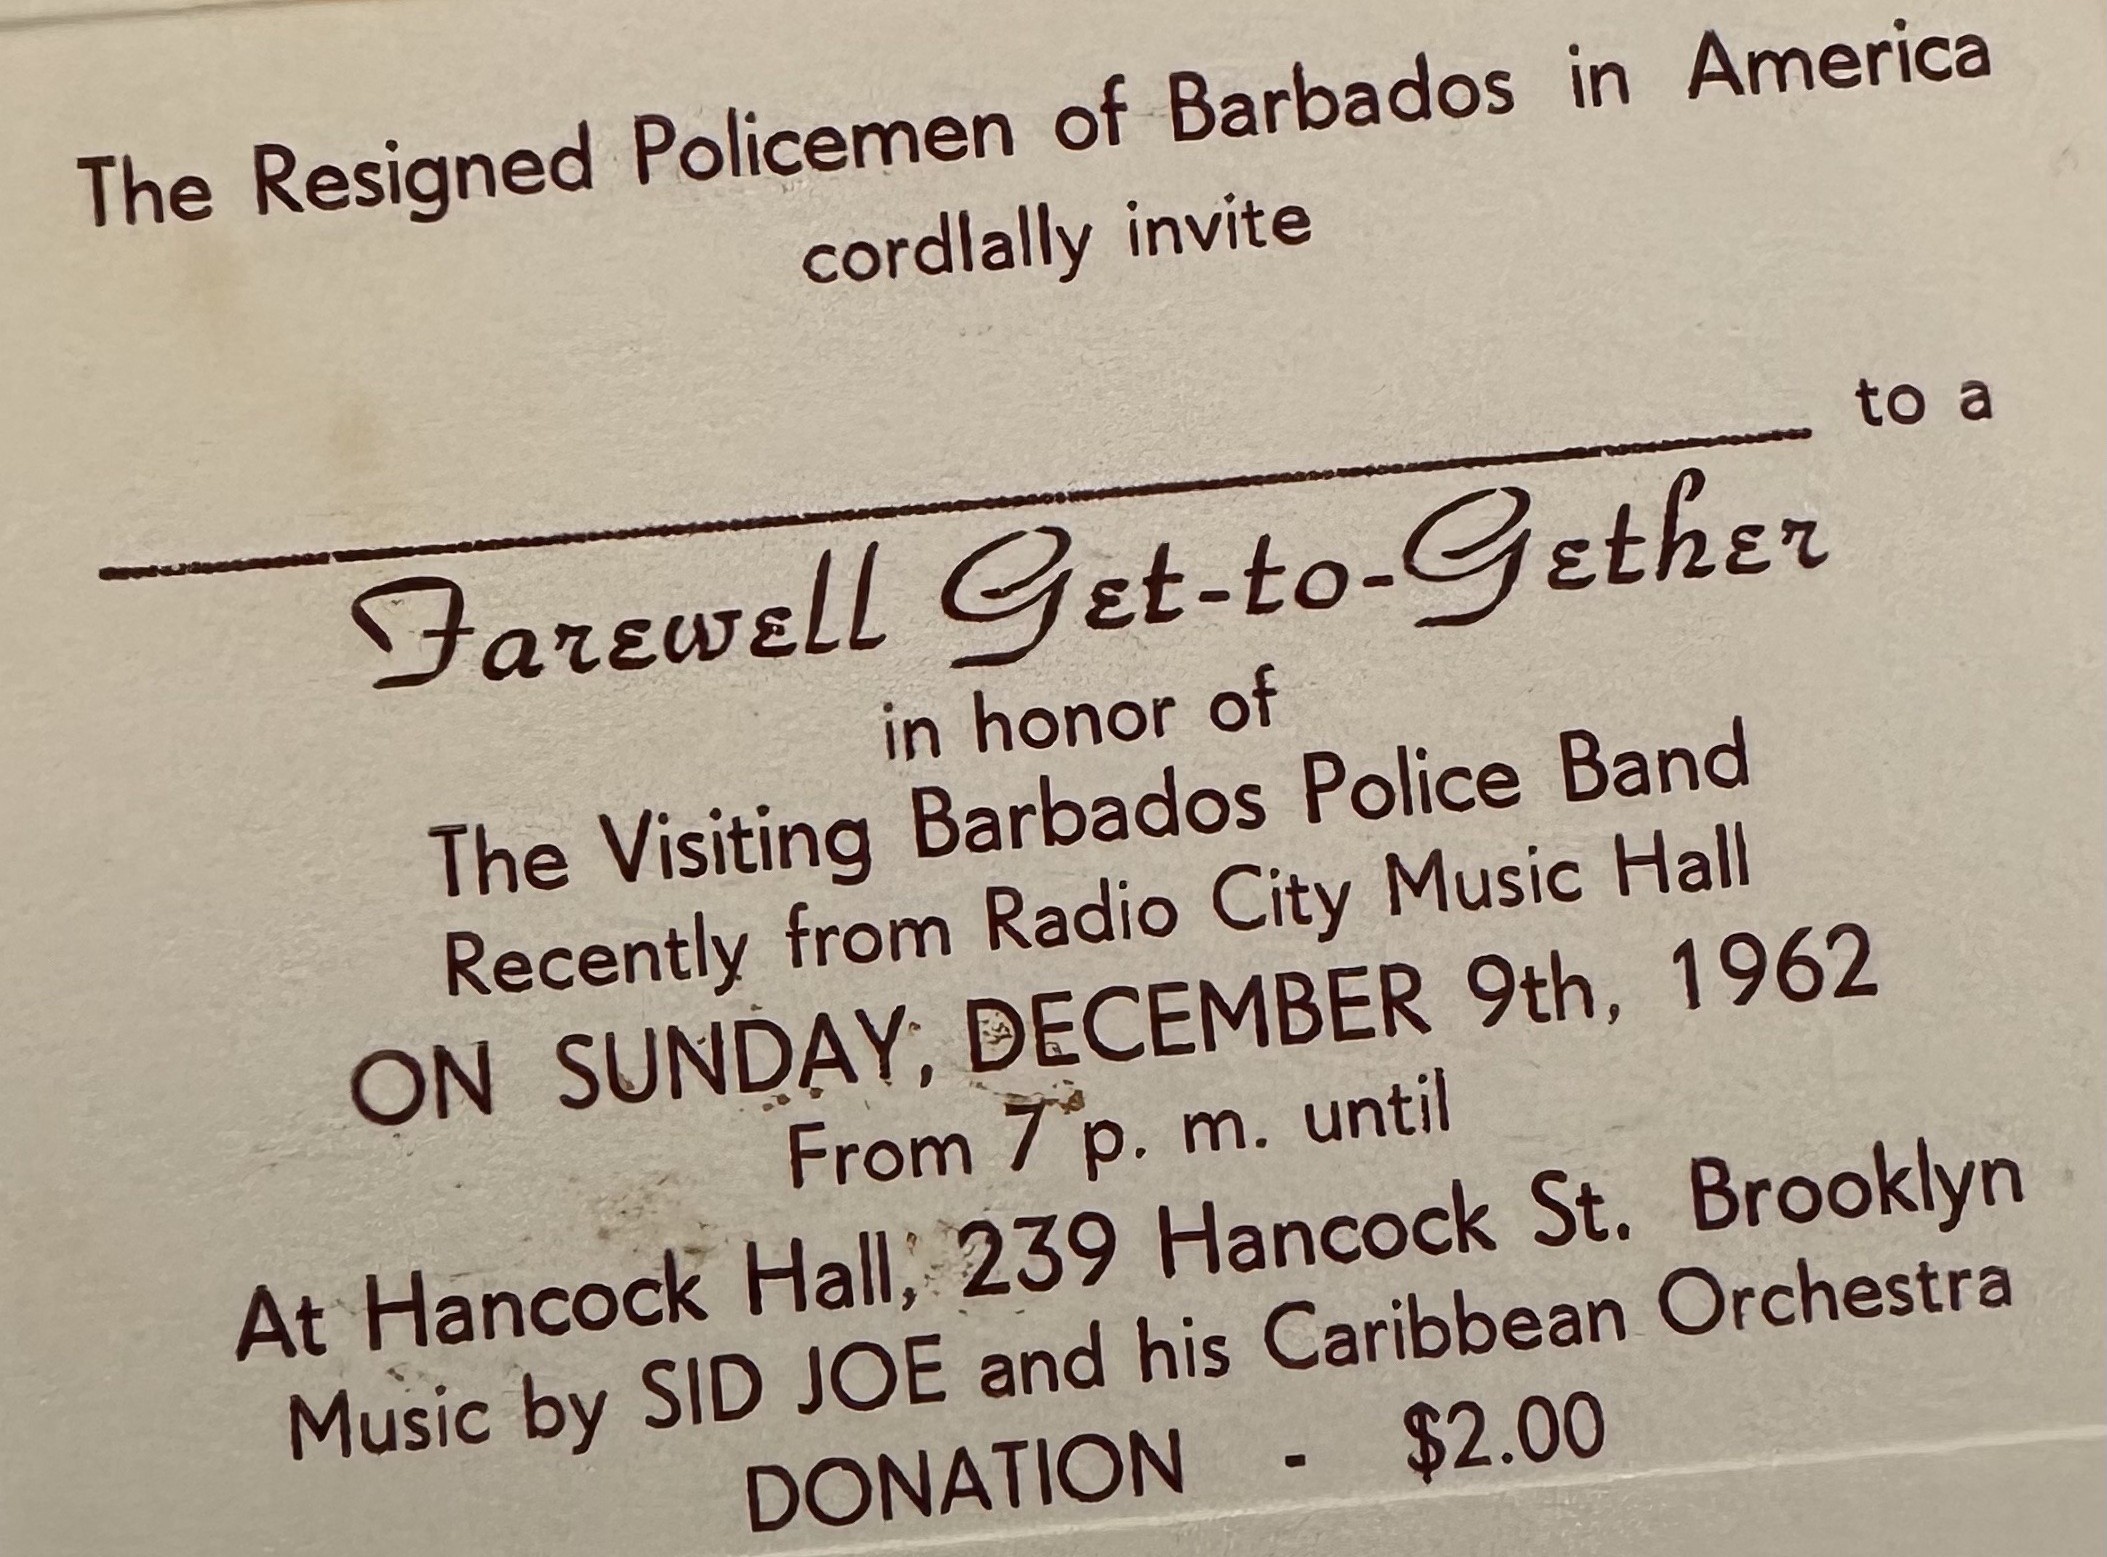 The Resigned Policemen of Barbados in America
cordlally invite
to a
Farewell Get-to-Gether
in honor of
The Visiting Barbados Police Band
Recently from Radio City Music Hall
ON SUNDAY, DECEMBER 9th, 1962
From 7 p. m. until
At Hancock Hall, 239 Hancock St. Brooklyn
Music by SID JOE and his Caribbean Orchestra
DONATION - $2.00